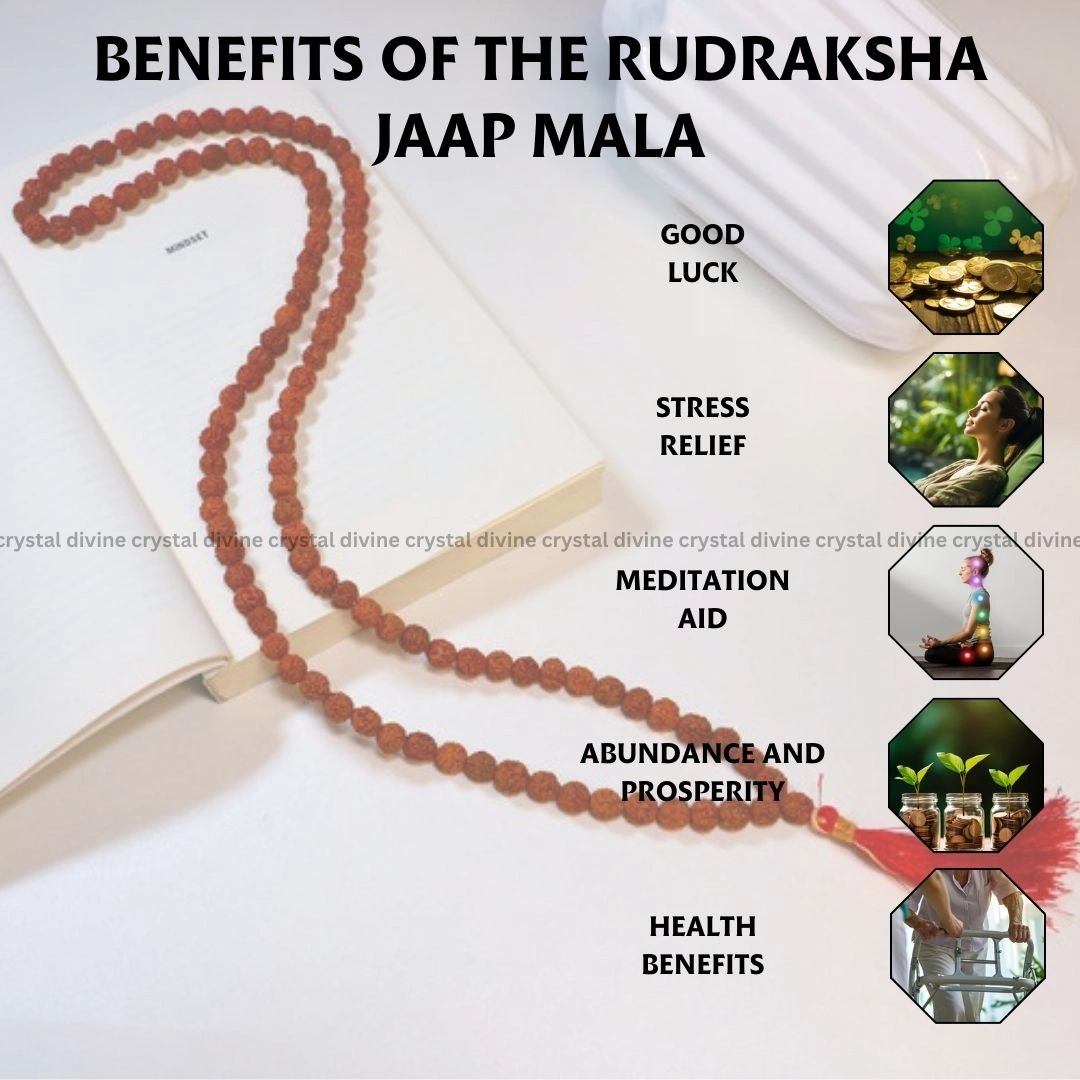 BENEFITS OF THE RUDRAKSHA
JAAP MALA
MINDSET
GOOD
LUCK
STRESS
RELIEF
crystal divine crystal divine crystal divine crystal divine crystal divine crystal divine crystal divine crystal divine
MEDITATION
AID
ABUNDANCE AND
PROSPERITY
HEALTH
BENEFITS